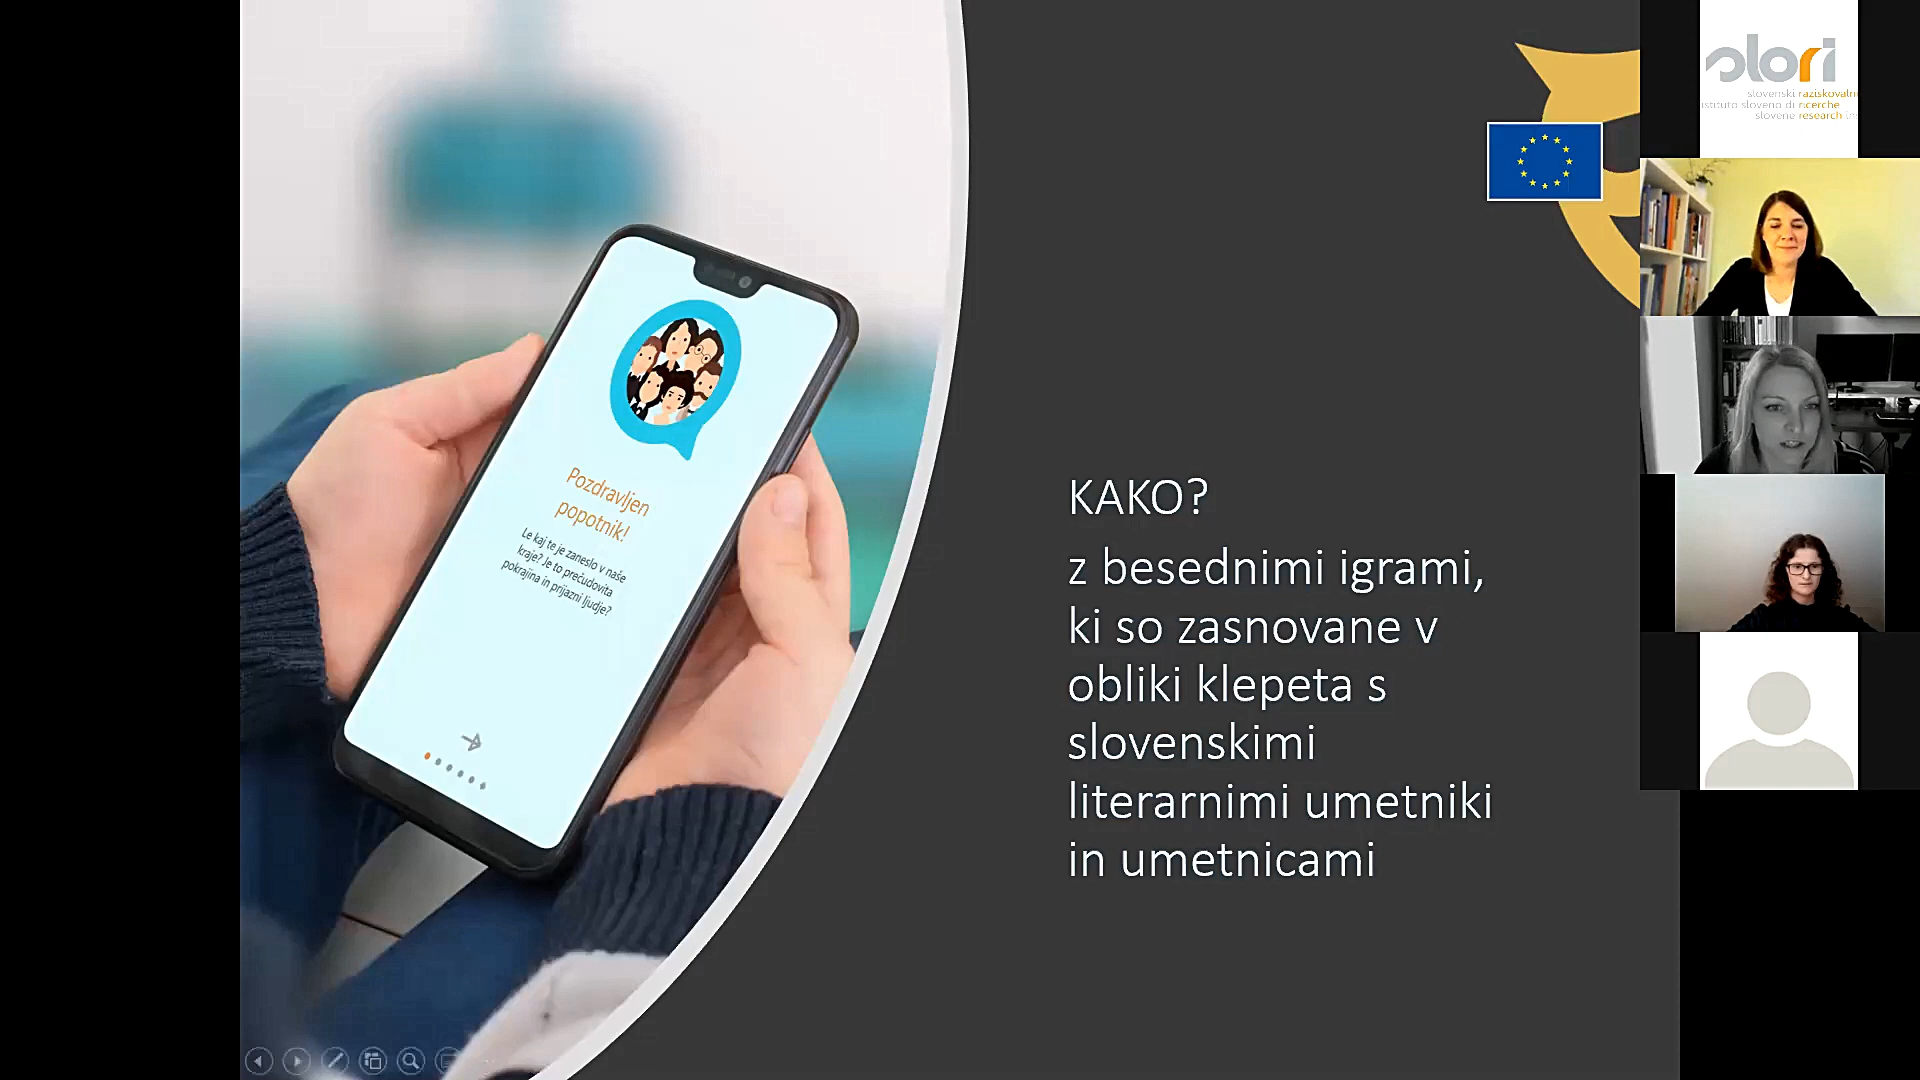 Pozdravljen
popotnik!
Le kaj te je zaneslo v naše
kraje? Je to prečudovita
pokrajina in prijazni ljudje?
KAKO?
z besednimi igrami,
ki so zasnovane v
obliki klepeta s
slovenskimi
literarnimi umetniki
in umetnicami
slori
slovenski raziskovaln
istituto sloveno di ricerche
slovene research in